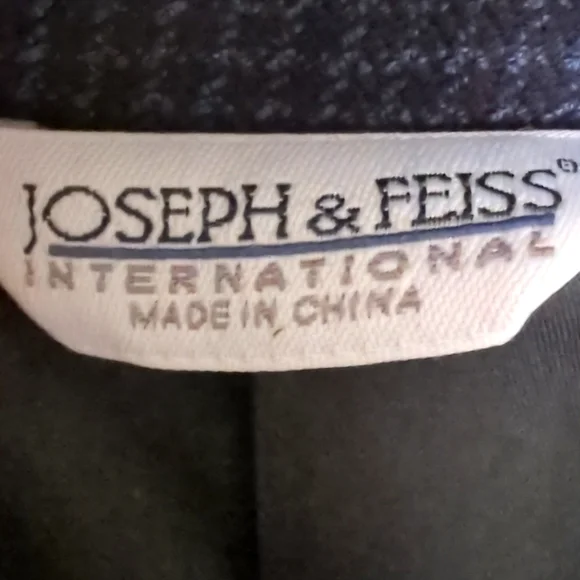 JOSEPH & FEISS®
INTERNATIONAL
MADE IN CHINA